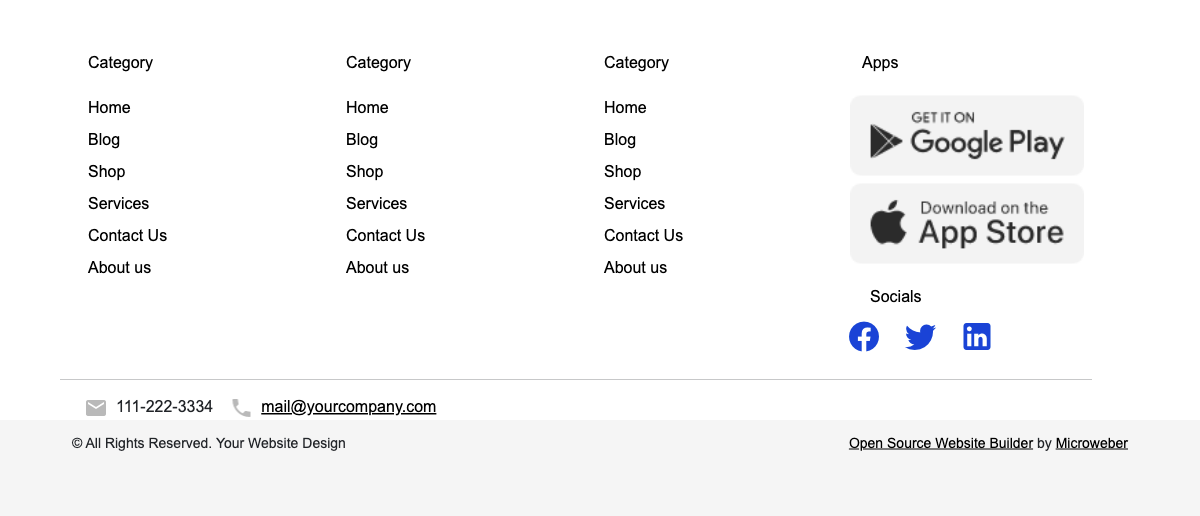 Category
Home
Blog
Shop
Services
Contact Us
About us
Category
Home
Blog
Shop
Services
Contact Us
About us
Category
Home
Blog
Shop
Services
Contact Us
About us
Apps
GET IT ON
Google Play
Download on the
App Store
Socials
111-222-3334 mail@yourcompany.com
© All Rights Reserved. Your Website Design
Open Source Website Builder by Microweber